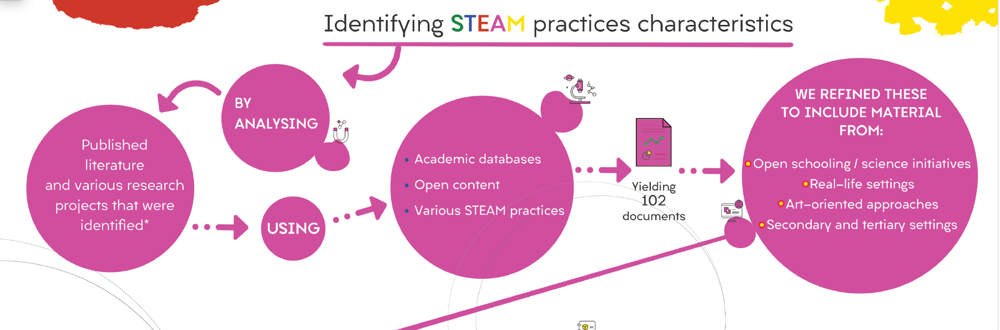 Identifying STEAM practices characteristics
BY
ANALYSING
Published
literature
and various research
projects that were
identified*
USING
• Academic databases
• Open content
• Various STEAM practices
Yielding
102
documents
WE REFINED THESE
TO INCLUDE MATERIAL
FROM:
Open schooling / science initiatives
Real-life settings
Art-oriented approaches
Secondary and tertiary settings